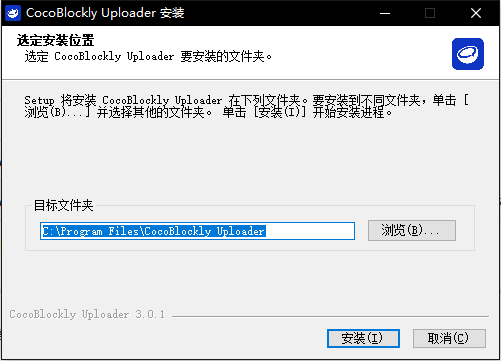 CocoBlockly Uploader 安装
选定安装位置
选定 CocoBlockly Uploader 要安装的文件夹。
Setup 将安装 CocoBlockly Uploader 在下列文件夹。要安装到不同文件夹，单击 [
浏览(B)...] 并选择其他的文件夹。 单击 [安装(I)] 开始安装进程。
目标文件夹
C:\Program Files\CocoBlockly Uploader
浏览(B)...
CocoBlockly Uploader 3.0.1
安装(I)
取消(C)